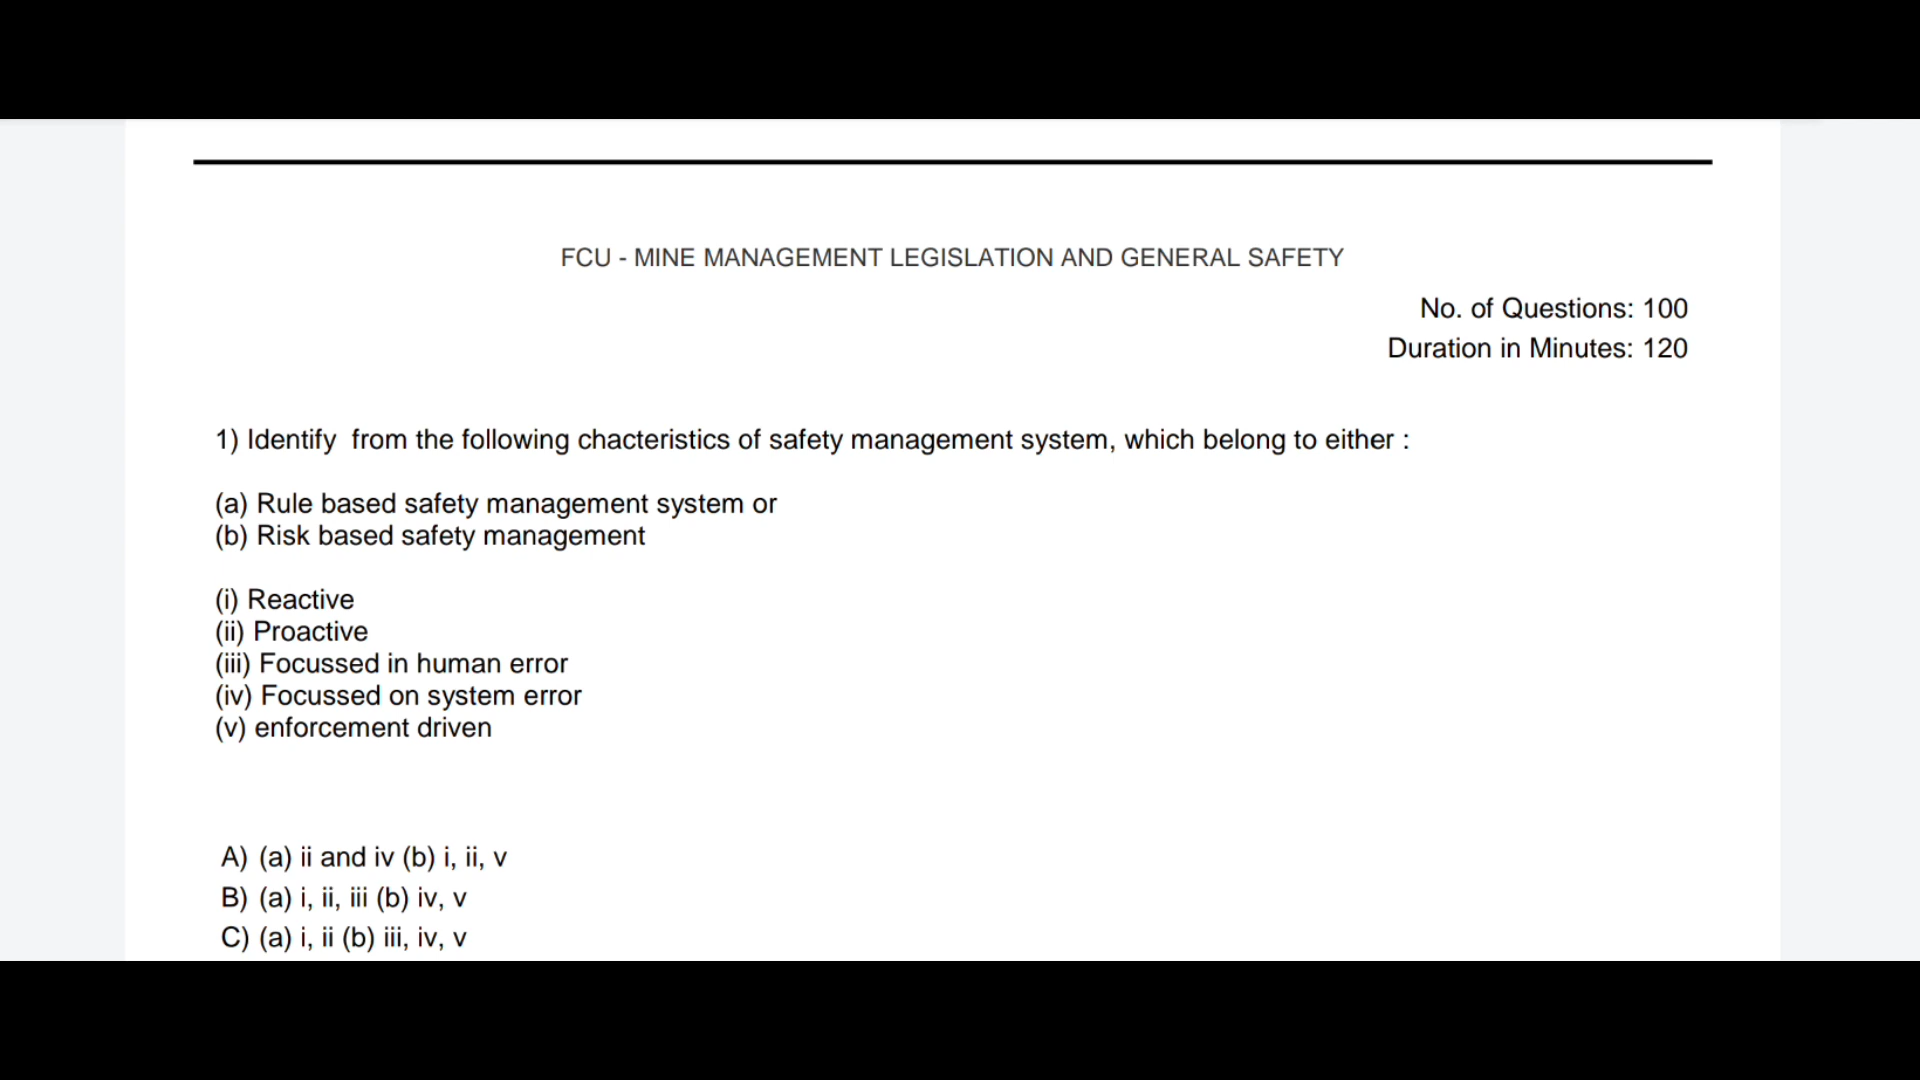 FCU - MINE MANAGEMENT LEGISLATION AND GENERAL SAFETY
No. of Questions: 100
Duration in Minutes: 120
1) Identify  from the following chacteristics of safety management system, which belong to either :
(a) Rule based safety management system or
(b) Risk based safety management
(i) Reactive
(ii) Proactive
(iii) Focussed in human error
(iv) Focussed on system error
(v) enforcement driven
A) (a) ii and iv (b) i, ii, v
B) (a) i, ii, iii (b) iv, v
C) (a) i, ii (b) iii, iv, v